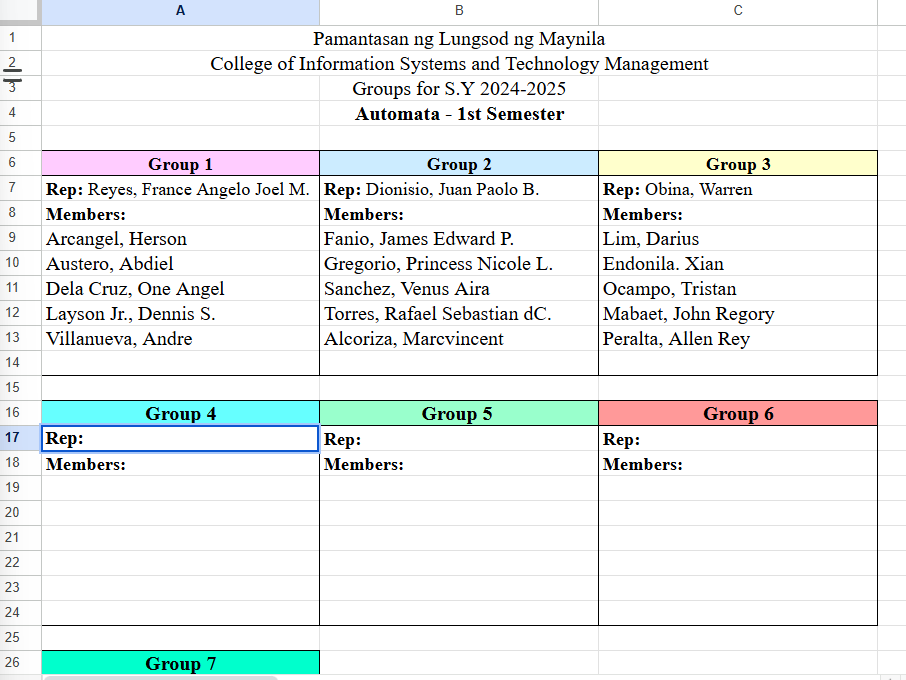 A B C
1 Pamantasan ng Lungsod ng Maynila
2 College of Information Systems and Technology Management
3 Groups for S.Y 2024-2025
4 Automata - 1st Semester
5
6 Group 1 Group 2 Group 3
7 Rep: Reyes, France Angelo Joel M. Rep: Dionisio, Juan Paolo B. Rep: Obina, Warren
8 Members: Members: Members:
9 Arcangel, Herson Fanio, James Edward P. Lim, Darius
10 Austero, Abdiel Gregorio, Princess Nicole L. Endonila. Xian
11 Dela Cruz, One Angel Sanchez, Venus Aira Ocampo, Tristan
12 Layson Jr., Dennis S. Torres, Rafael Sebastian dC. Mabaet, John Regory
13 Villanueva, Andre Alcoriza, Marcvincent Peralta, Allen Rey
14
15
16 Group 4 Group 5 Group 6
17 Rep: Rep: Rep:
18 Members: Members: Members:
19
20
21
22
23
24
25
26 Group 7